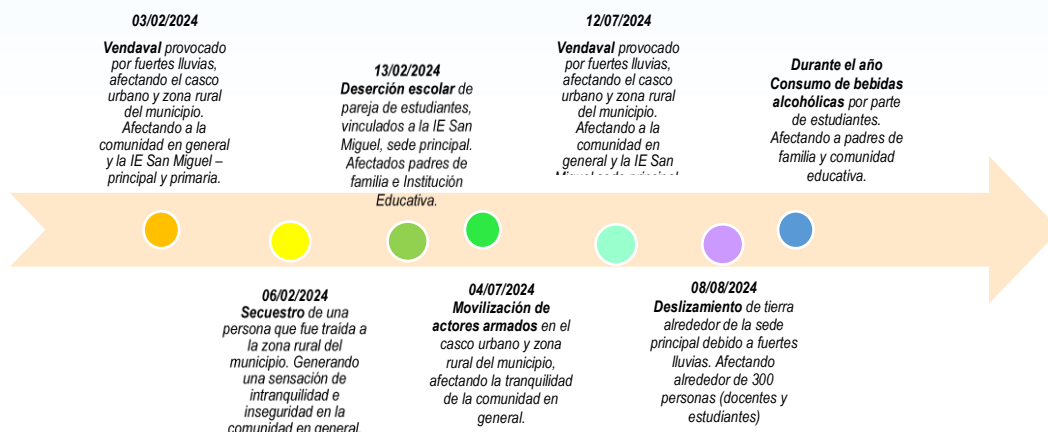 03/02/2024
Vendaval provocado
por fuertes lluvias,
afectando el casco
urbano y zona rural
del municipio.
Afectando a la
comunidad en general
y la IE San Miguel –
principal y primaria.
06/02/2024
Secuestro de una
persona que fue traída a
la zona rural del
municipio. Generando
una sensación de
intranquilidad e
inseguridad en la
comunidad en general.
13/02/2024
Deserción escolar de
pareja de estudiantes,
vinculados a la IE San
Miguel, sede principal.
Afectados padres de
familia e Institución
Educativa.
04/07/2024
Movilización de
actores armados en el
casco urbano y zona
rural del municipio,
afectando la tranquilidad
de la comunidad en
general.
12/07/2024
Vendaval provocado
por fuertes lluvias,
afectando el casco
urbano y zona rural
del municipio.
Afectando a la
comunidad en
general y la IE San
Miguel sede principal
08/08/2024
Deslizamiento de tierra
alrededor de la sede
principal debido a fuertes
lluvias. Afectando
alrededor de 300
personas (docentes y
estudiantes)
Durante el año
Consumo de bebidas
alcohólicas por parte
de estudiantes.
Afectando a padres de
familia y comunidad
educativa.